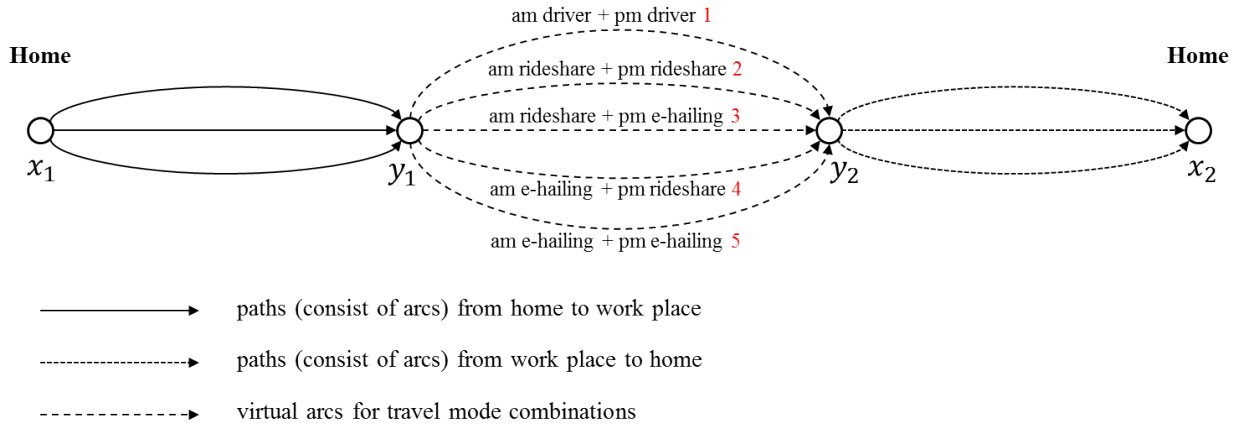 am driver + pm driver 1
Home
Home
am rideshare + pm rideshare 2
am rideshare + pm e-hailing 3
x₁
y₁
y₂
x₂
am e-hailing + pm rideshare 4
am e-hailing + pm e-hailing 5
paths (consist of arcs) from home to work place
paths (consist of arcs) from work place to home
virtual arcs for travel mode combinations